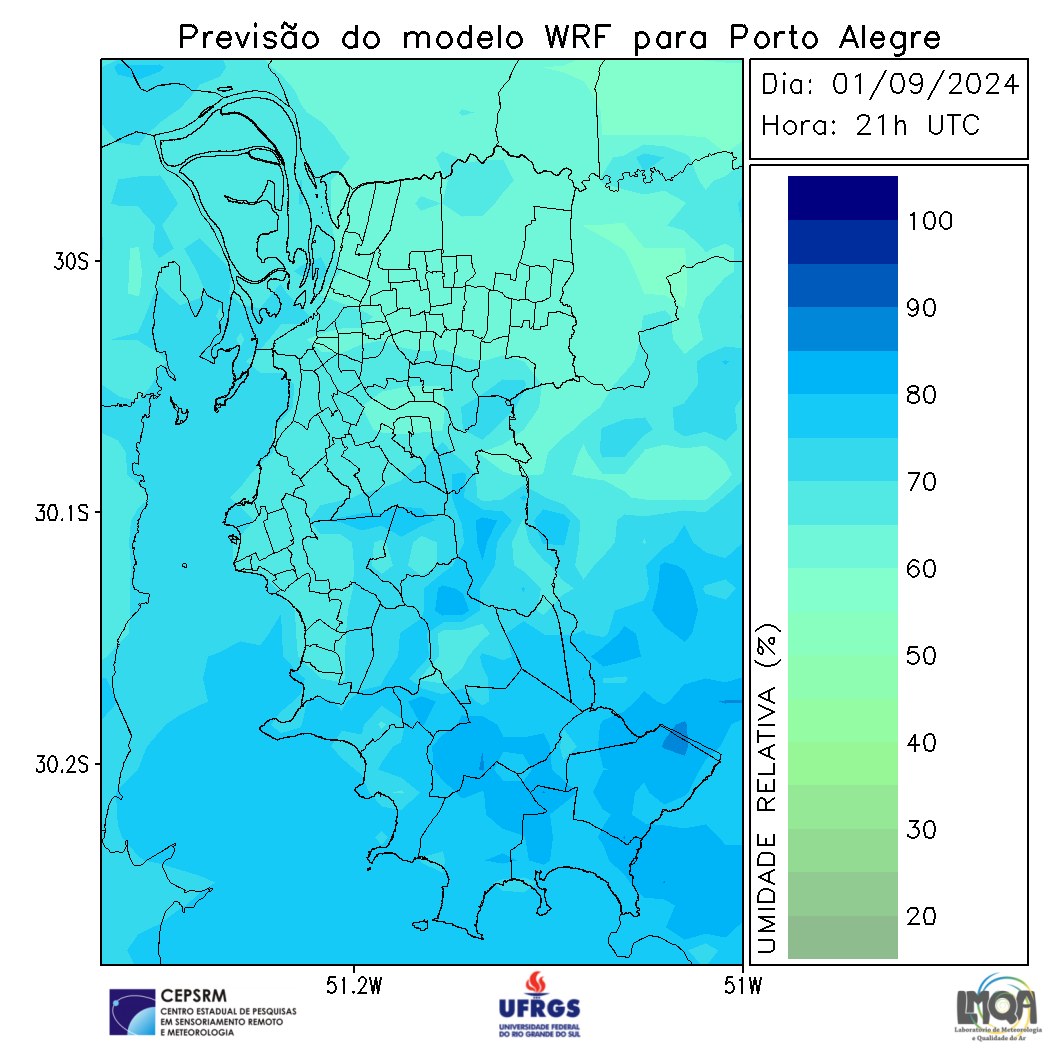 Previsão do modelo WRF para Porto Alegre
Dia: 01/09/2024
Hora: 21h UTC
100
90
80
70
60
50
40
30
20
UMIDADE RELATIVA (%)
30S
30.1S
30.2S
51.2W
51W
CEPSRM
CENTRO ESTADUAL DE PESQUISAS
EM SENSORIAMENTO REMOTO
E METEOROLOGIA
UFRGS
UNIVERSIDADE FEDERAL
DO RIO GRANDE DO SUL
LMQA
Laboratório de Meteorologia
e Qualidade do Ar